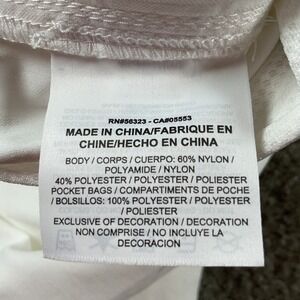 RN#56323 - CA#05553
MADE IN CHINA/FABRIQUE EN
CHINE/HECHO EN CHINA
BODY / CORPS / CUERPO: 60% NYLON /
POLYAMIDE / NYLON
40% POLYESTER / POLYESTER / POLIESTER
POCKET BAGS / COMPARTIMENTS DE POCHE
/ BOLSILLOS: 100% POLYESTER / POLYESTER
/ POLIESTER
EXCLUSIVE OF DECORATION / DECORATION
NON COMPRISE / NO INCLUYE LA
DECORACION